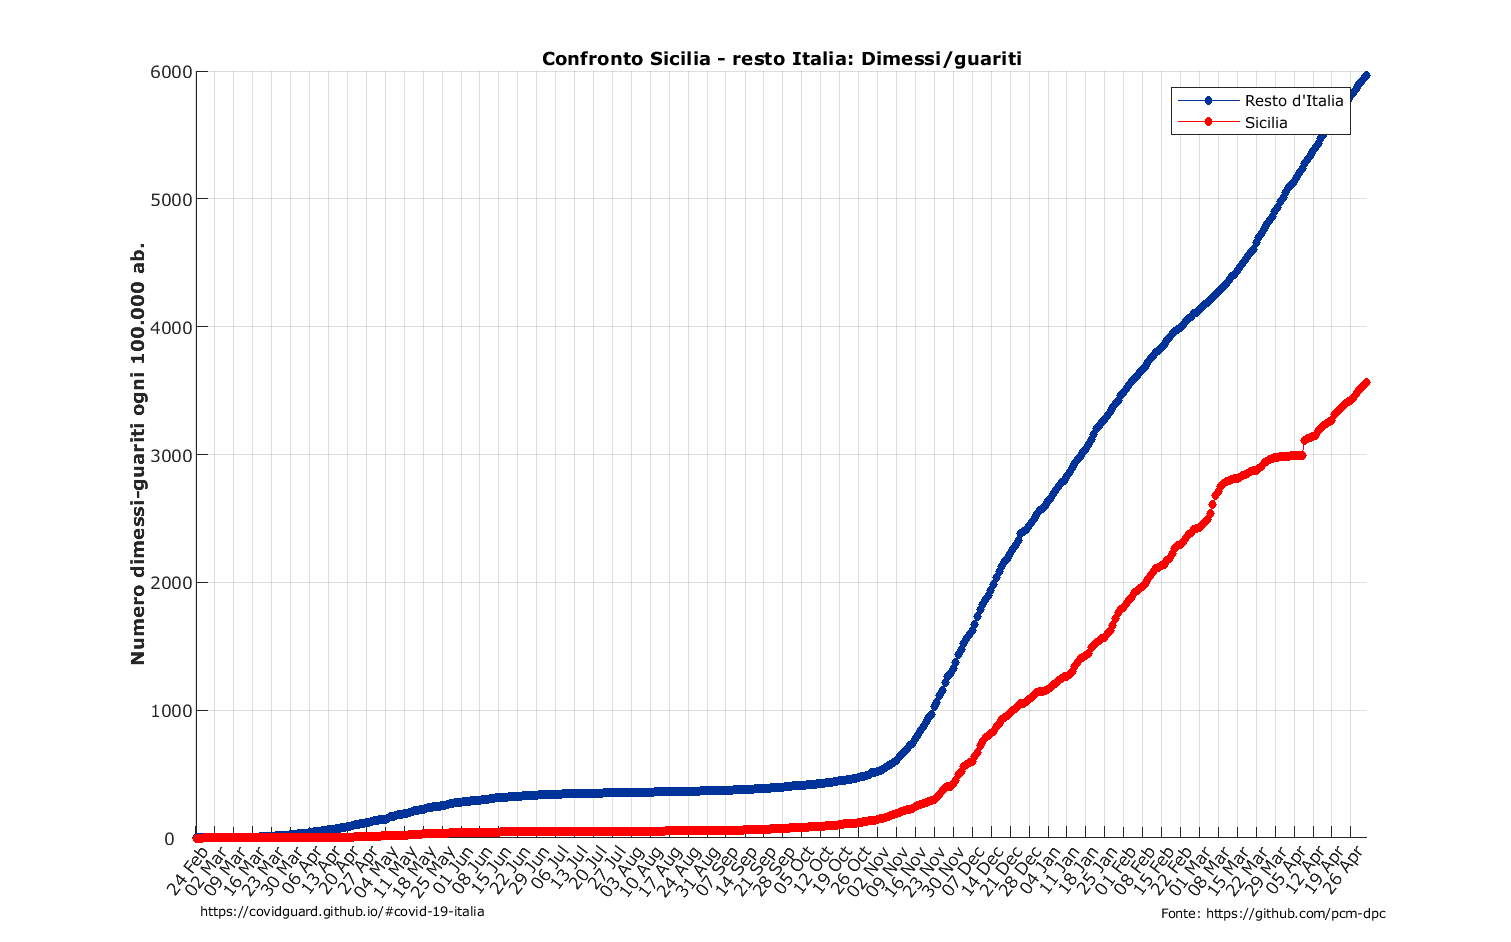 Confronto Sicilia - resto Italia: Dimessi/guariti
Numero dimessi-guariti ogni 100.000 ab.
6000
5000
4000
3000
2000
1000
0
Resto d'Italia
Sicilia
24 Feb
02 Mar
09 Mar
16 Mar
23 Mar
30 Mar
06 Apr
13 Apr
20 Apr
27 Apr
04 May
11 May
18 May
25 May
01 Jun
08 Jun
15 Jun
22 Jun
29 Jun
06 Jul
13 Jul
20 Jul
27 Jul
03 Aug
10 Aug
17 Aug
24 Aug
31 Aug
07 Sep
14 Sep
21 Sep
28 Sep
05 Oct
12 Oct
19 Oct
26 Oct
02 Nov
09 Nov
16 Nov
23 Nov
30 Nov
07 Dec
14 Dec
21 Dec
28 Dec
04 Jan
11 Jan
18 Jan
25 Jan
01 Feb
08 Feb
15 Feb
22 Feb
01 Mar
08 Mar
15 Mar
22 Mar
29 Mar
05 Apr
12 Apr
19 Apr
26 Apr
https://covidguard.github.io/#covid-19-italia
Fonte: https://github.com/pcm-dpc